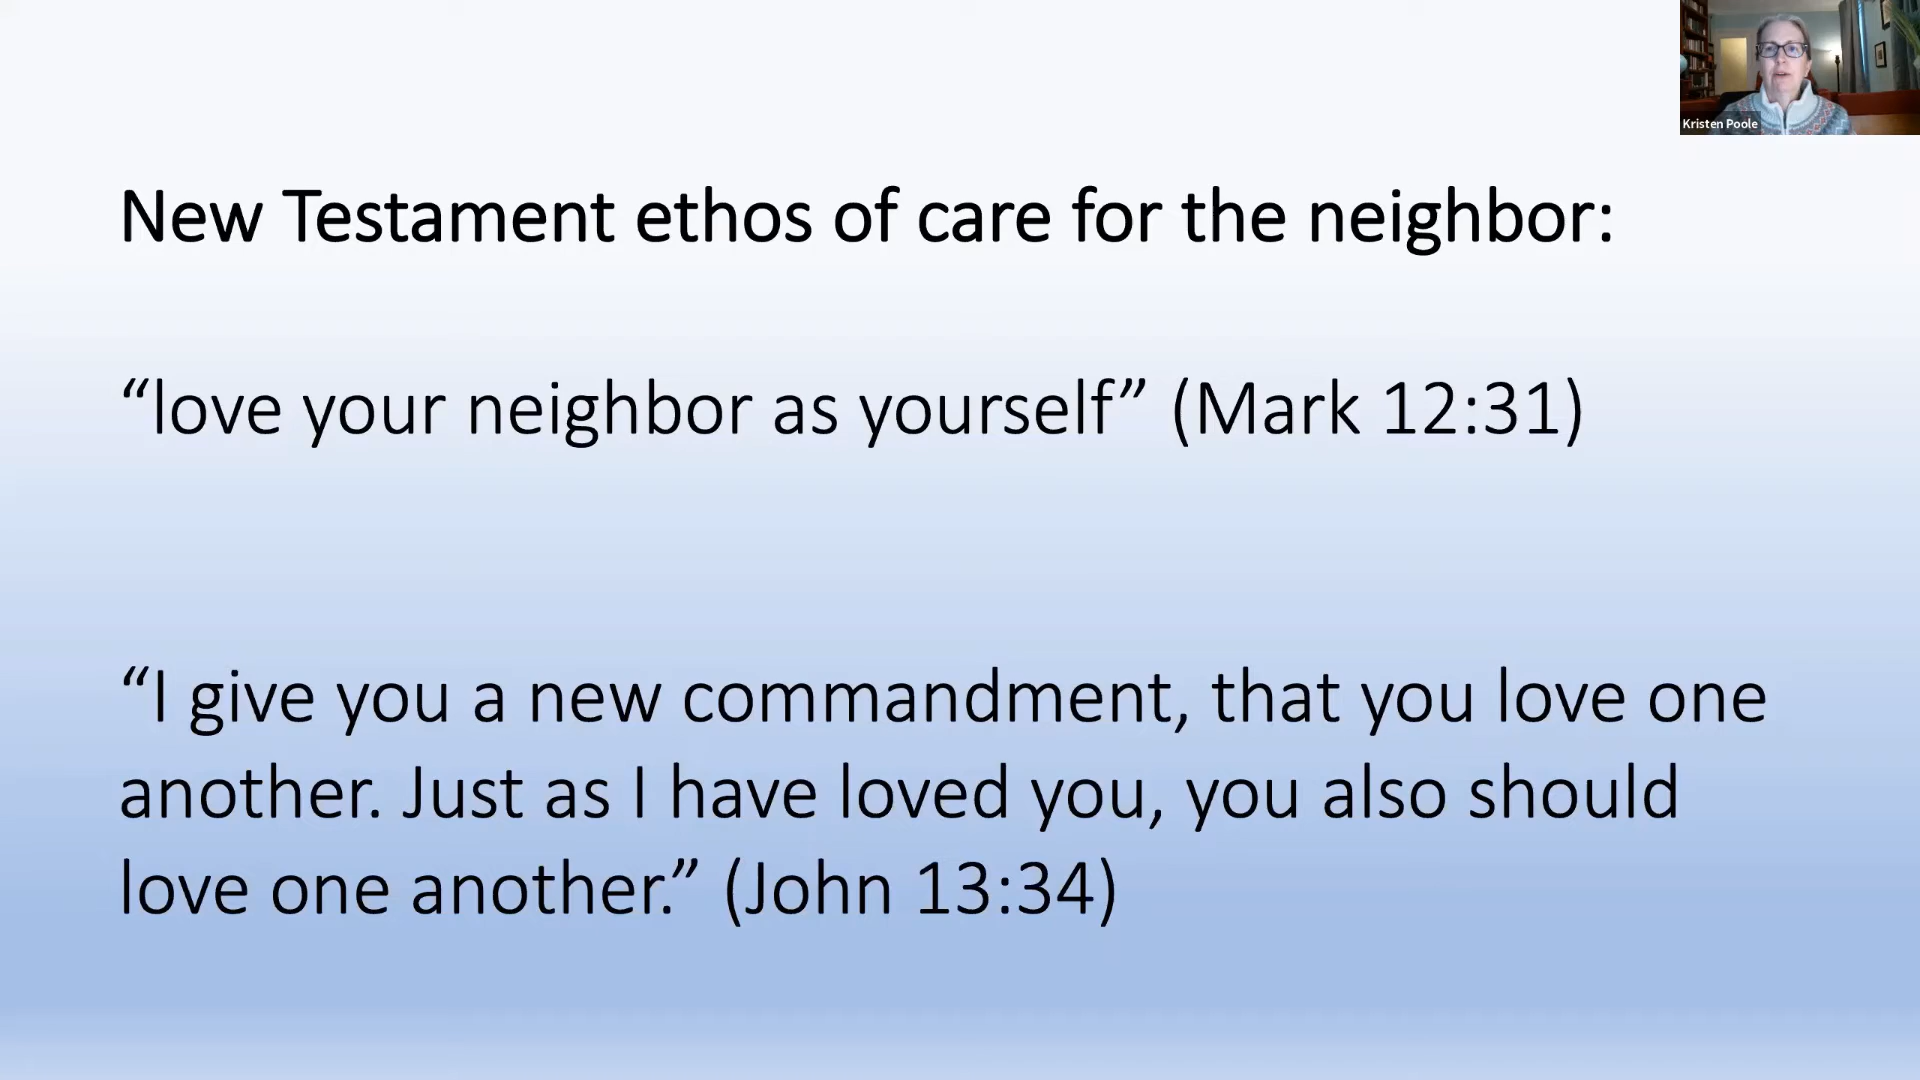 Kristen Poole
New Testament ethos of care for the neighbor:
“love your neighbor as yourself” (Mark 12:31)
“I give you a new commandment, that you love one
another. Just as I have loved you, you also should
love one another.” (John 13:34)